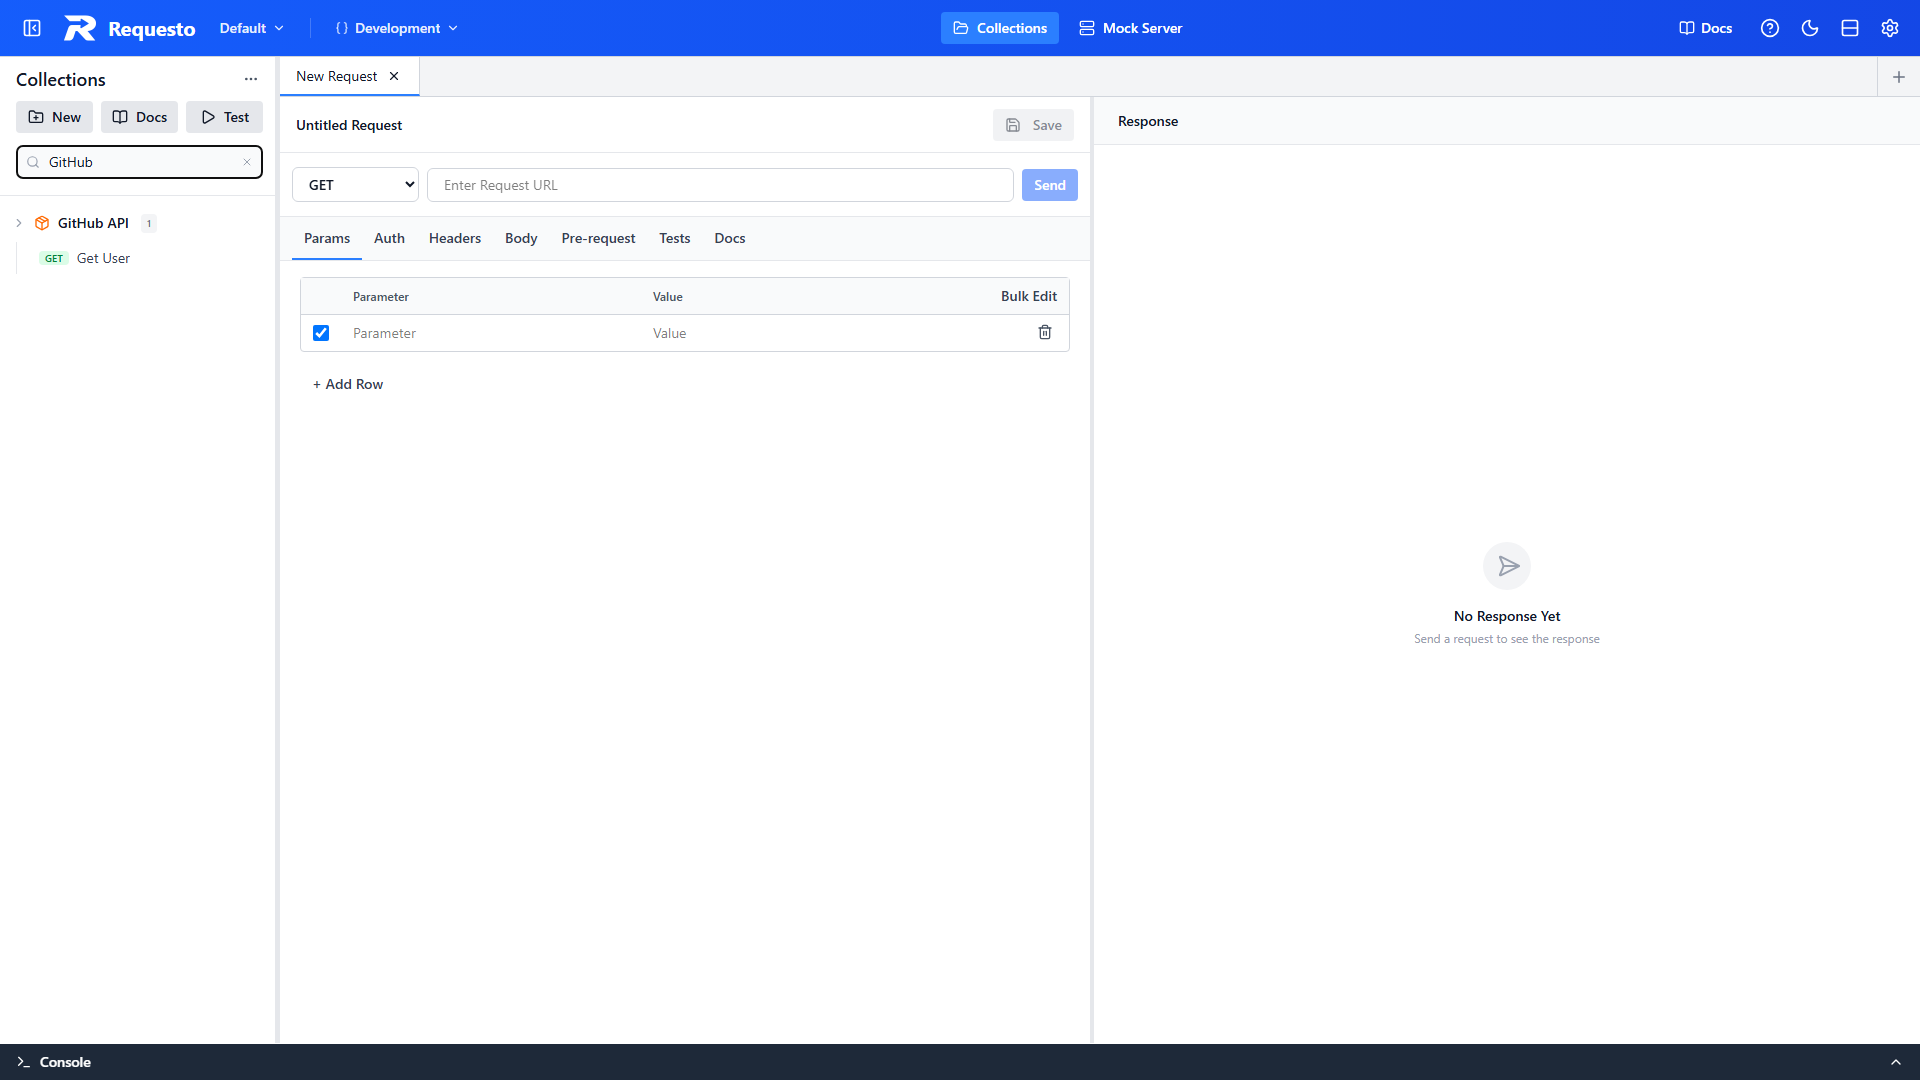 Requesto
Default
{ } Development
Collections
Mock Server
Docs
Collections
New
Docs
Test
GitHub
GitHub API 1
GET Get User
New Request
Untitled Request
Save
GET
Enter Request URL
Send
Params Auth Headers Body Pre-request Tests Docs
Parameter Value Bulk Edit
Parameter Value
+ Add Row
Response
No Response Yet
Send a request to see the response
Console